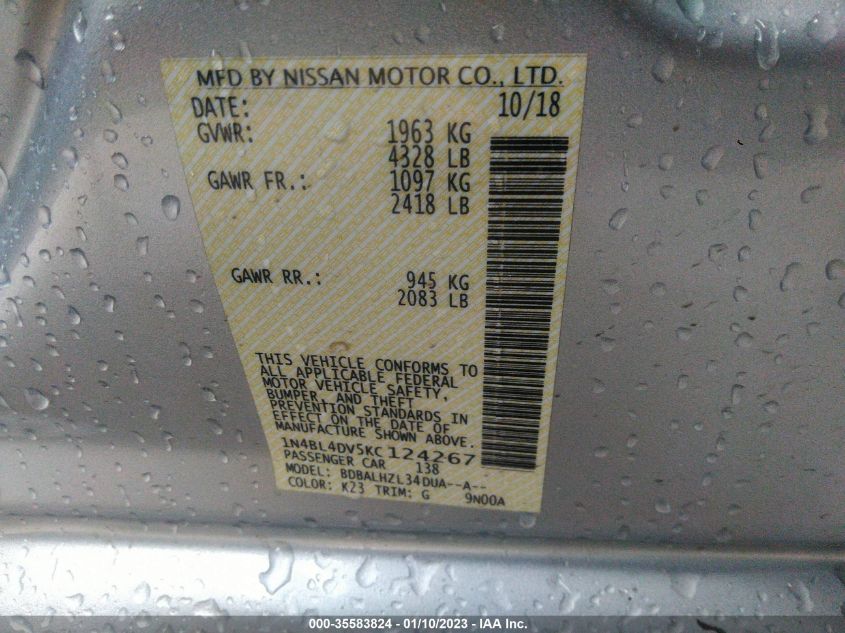 MFD BY NISSAN MOTOR CO., LTD.
DATE: 10/18
GVWR: 1963 KG
4328 LB
GAWR FR.: 1097 KG
2418 LB
GAWR RR.: 945 KG
2083 LB
THIS VEHICLE CONFORMS TO
ALL APPLICABLE FEDERAL
MOTOR VEHICLE SAFETY,
BUMPER, AND THEFT
PREVENTION STANDARDS IN
EFFECT ON THE DATE OF
MANUFACTURE SHOWN ABOVE.
1N4BL4DV5KC124267
PASSENGER CAR 138
MODEL: BDBALHZL34DUA--A--
COLOR: K23 TRIM: G 9N00A
000-35583824 — 01/10/2023 — IAA Inc.